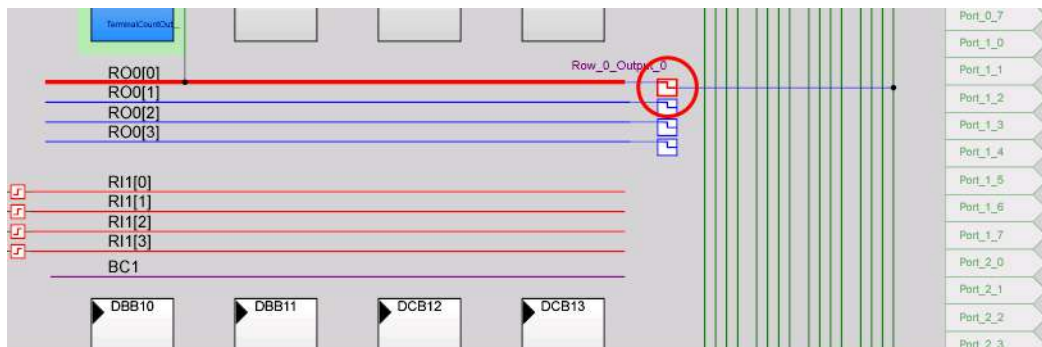 TerminalCountOut_
Row_0_Output_0
RO0[0]
RO0[1]
RO0[2]
RO0[3]
RI1[0]
RI1[1]
RI1[2]
RI1[3]
BC1
DBB10
DBB11
DCB12
DCB13
Port_0_7
Port_1_0
Port_1_1
Port_1_2
Port_1_3
Port_1_4
Port_1_5
Port_1_6
Port_1_7
Port_2_0
Port_2_1
Port_2_2
Port_2_3